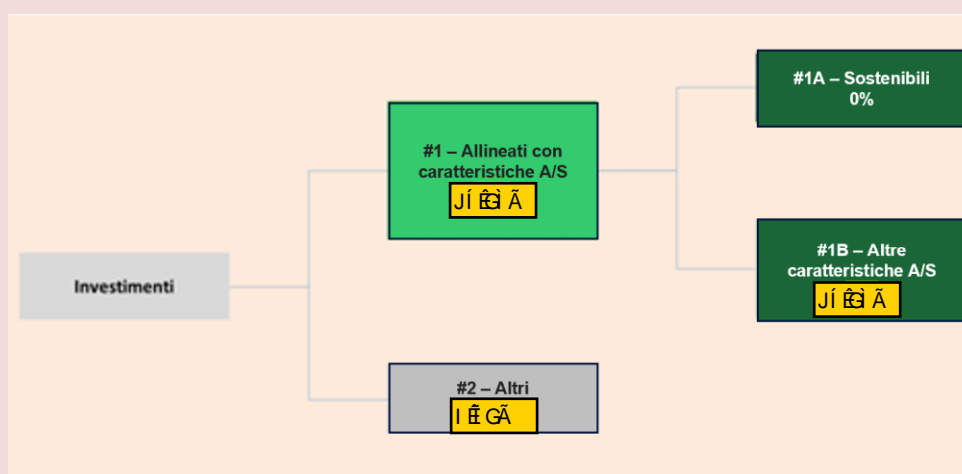 Investimenti
#1 – Allineati con
caratteristiche A/S
#2 – Altri
#1A – Sostenibili
0%
#1B – Altre
caratteristiche A/S